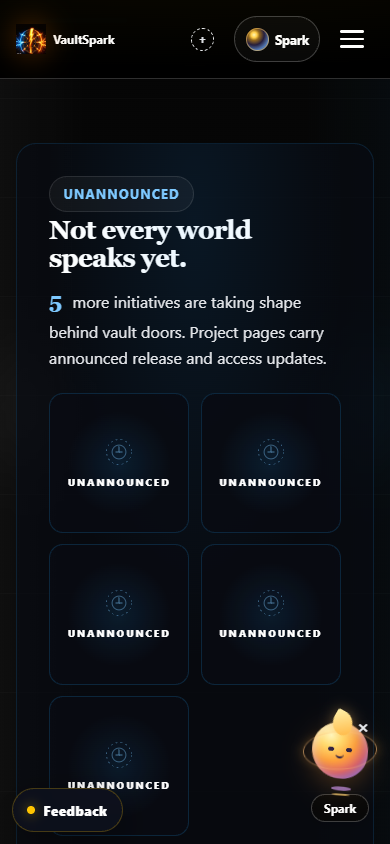 VaultSpark
+
Spark
UNANNOUNCED
Not every world
speaks yet.
5 more initiatives are taking shape
behind vault doors. Project pages carry
announced release and access updates.
UNANNOUNCED
UNANNOUNCED
UNANNOUNCED
UNANNOUNCED
UNANNOUNCED
×
Feedback
Spark